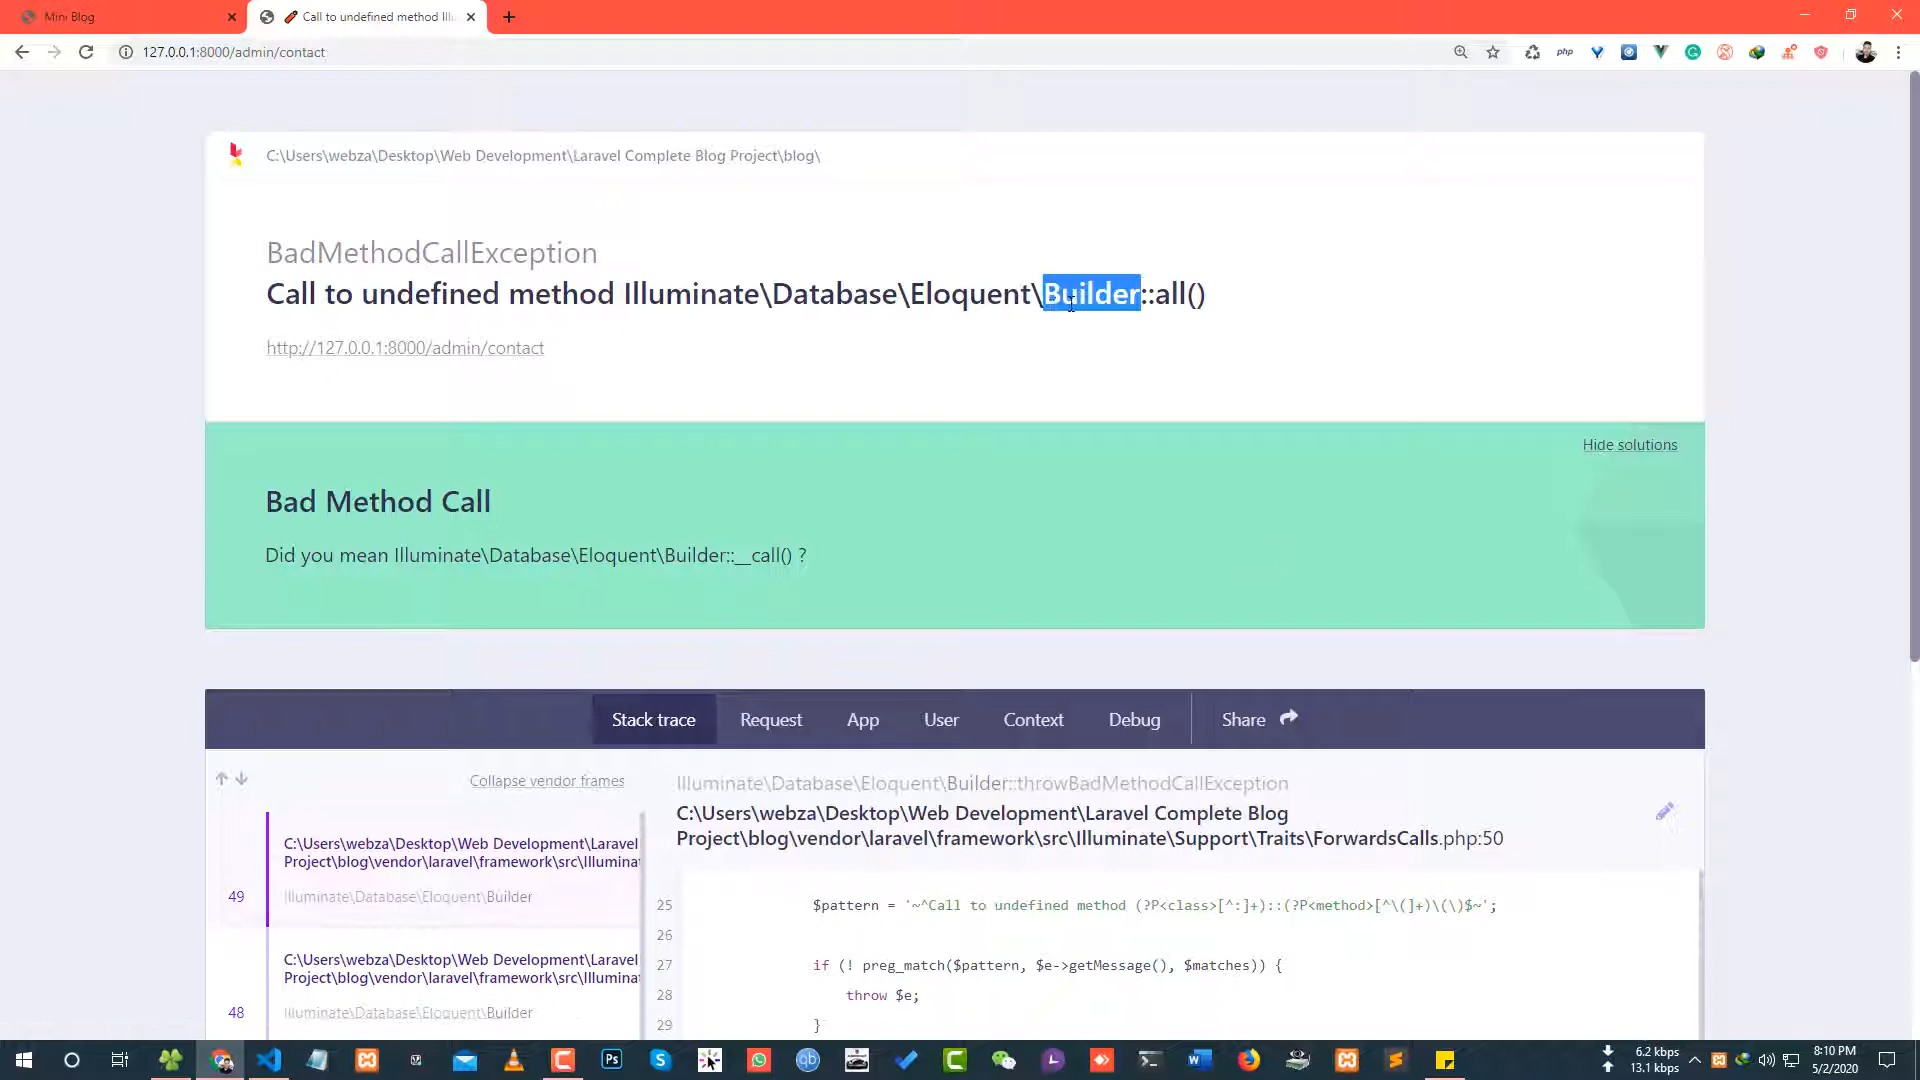 Mini Blog
Call to undefined method Ill
127.0.0.1:8000/admin/contact
php
C:\Users\webza\Desktop\Web Development\Laravel Complete Blog Project\blog\
BadMethodCallException
Call to undefined method Illuminate\Database\Eloquent\Builder::all()
http://127.0.0.1:8000/admin/contact
Hide solutions
Bad Method Call
Did you mean Illuminate\Database\Eloquent\Builder::__call() ?
Stack trace Request App User Context Debug Share
Collapse vendor frames
Illuminate\Database\Eloquent\Builder::throwBadMethodCallException
C:\Users\webza\Desktop\Web Development\Laravel Complete Blog
Project\blog\vendor\laravel\framework\src\Illuminate\Support\Traits\ForwardsCalls.php:50
C:\Users\webza\Desktop\Web Development\Laravel
Project\blog\vendor\laravel\framework\src\Illumina
49 Illuminate\Database\Eloquent\Builder
C:\Users\webza\Desktop\Web Development\Laravel
Project\blog\vendor\laravel\framework\src\Illumina
48 Illuminate\Database\Eloquent\Builder
25 $pattern = '~^Call to undefined method (?P<class>[^:]+)::(?P<method>[^\(]+)\(\)$~';
26
27 if (! preg_match($pattern, $e->getMessage(), $matches)) {
28 throw $e;
29 }
Ps
qb
6.2 kbps
13.1 kbps
8:10 PM
5/2/2020